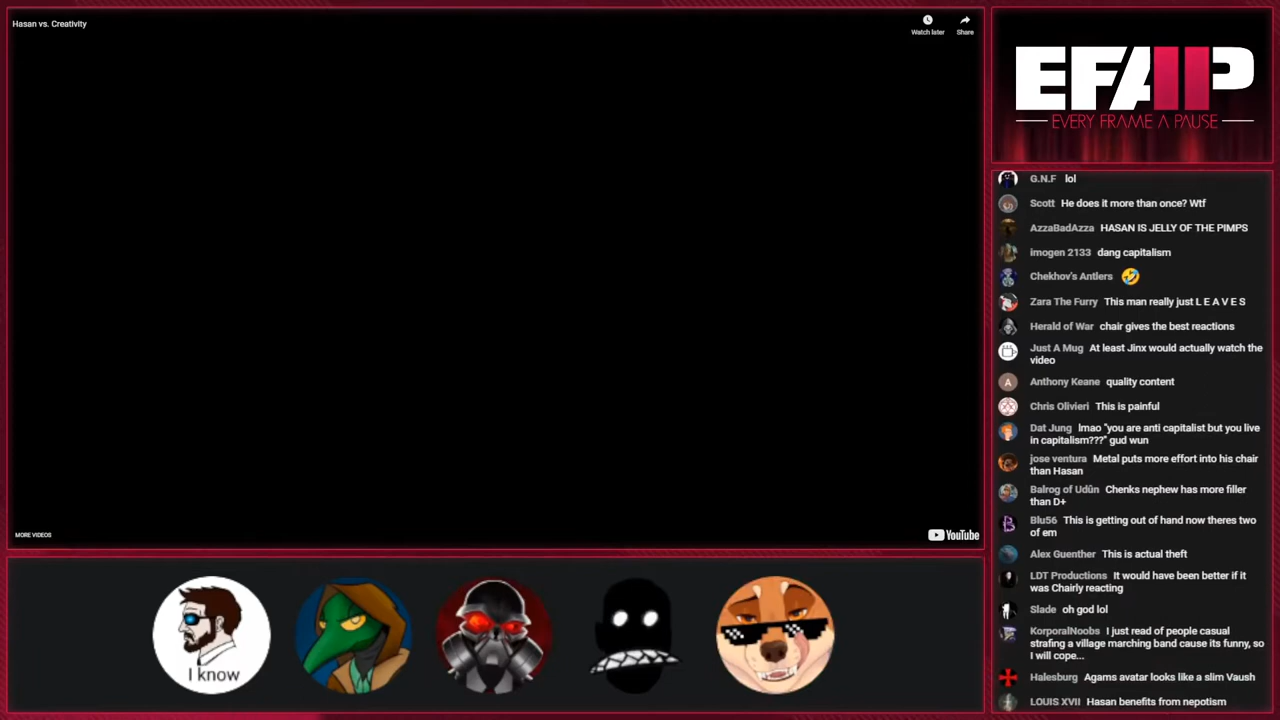 Hasan vs. Creativity
Watch later
Share
MORE VIDEOS
YouTube
I know
EFAP
EVERY FRAME A PAUSE
G.N.F lol
Scott He does it more than once? Wtf
AzzaBadAzza HASAN IS JELLY OF THE PIMPS
imogen 2133 dang capitalism
Chekhov's Antlers 🤣
Zara The Furry This man really just L E A V E S
Herald of War chair gives the best reactions
Just A Mug At least Jinx would actually watch the
video
A
Anthony Keane quality content
Chris Olivieri This is painful
Dat Jung lmao "you are anti capitalist but you live
in capitalism???" gud wun
jose ventura Metal puts more effort into his chair
than Hasan
Balrog of Udûn Chenks nephew has more filler
than D+
Blu56 This is getting out of hand now theres two
of em
Alex Guenther This is actual theft
LDT Productions It would have been better if it
was Chairly reacting
Slade oh god lol
KorporalNoobs I just read of people casual
strafing a village marching band cause its funny, so
I will cope...
Halesburg Agams avatar looks like a slim Vaush
LOUIS XVII Hasan benefits from nepotism